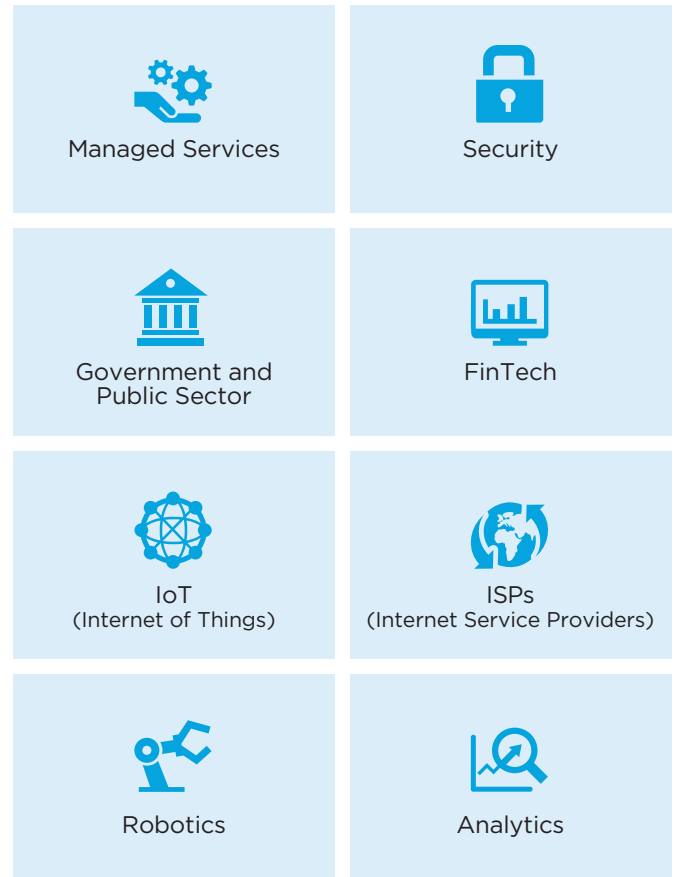 Managed Services
Security
Government and
Public Sector
FinTech
IoT
(Internet of Things)
ISPs
(Internet Service Providers)
Robotics
Analytics